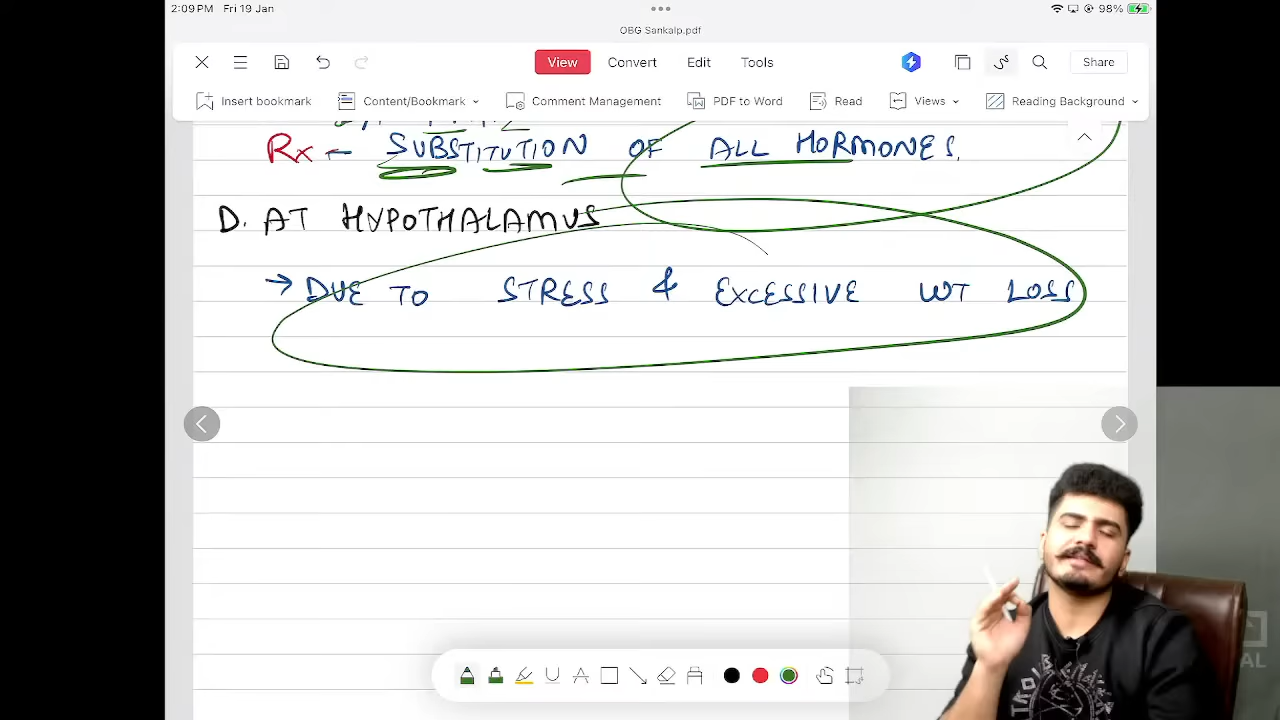 2:09 PM Fri 19 Jan
98%
OBG Sankalp.pdf
View Convert Edit Tools
Share
Insert bookmark Content/Bookmark Comment Management PDF to Word Read Views Reading Background
Rx ← SUBSTITUTION OF ALL HORMONES.
D. AT HYPOTHALAMUS
→ DUE TO STRESS & EXCESSIVE WT LOSS